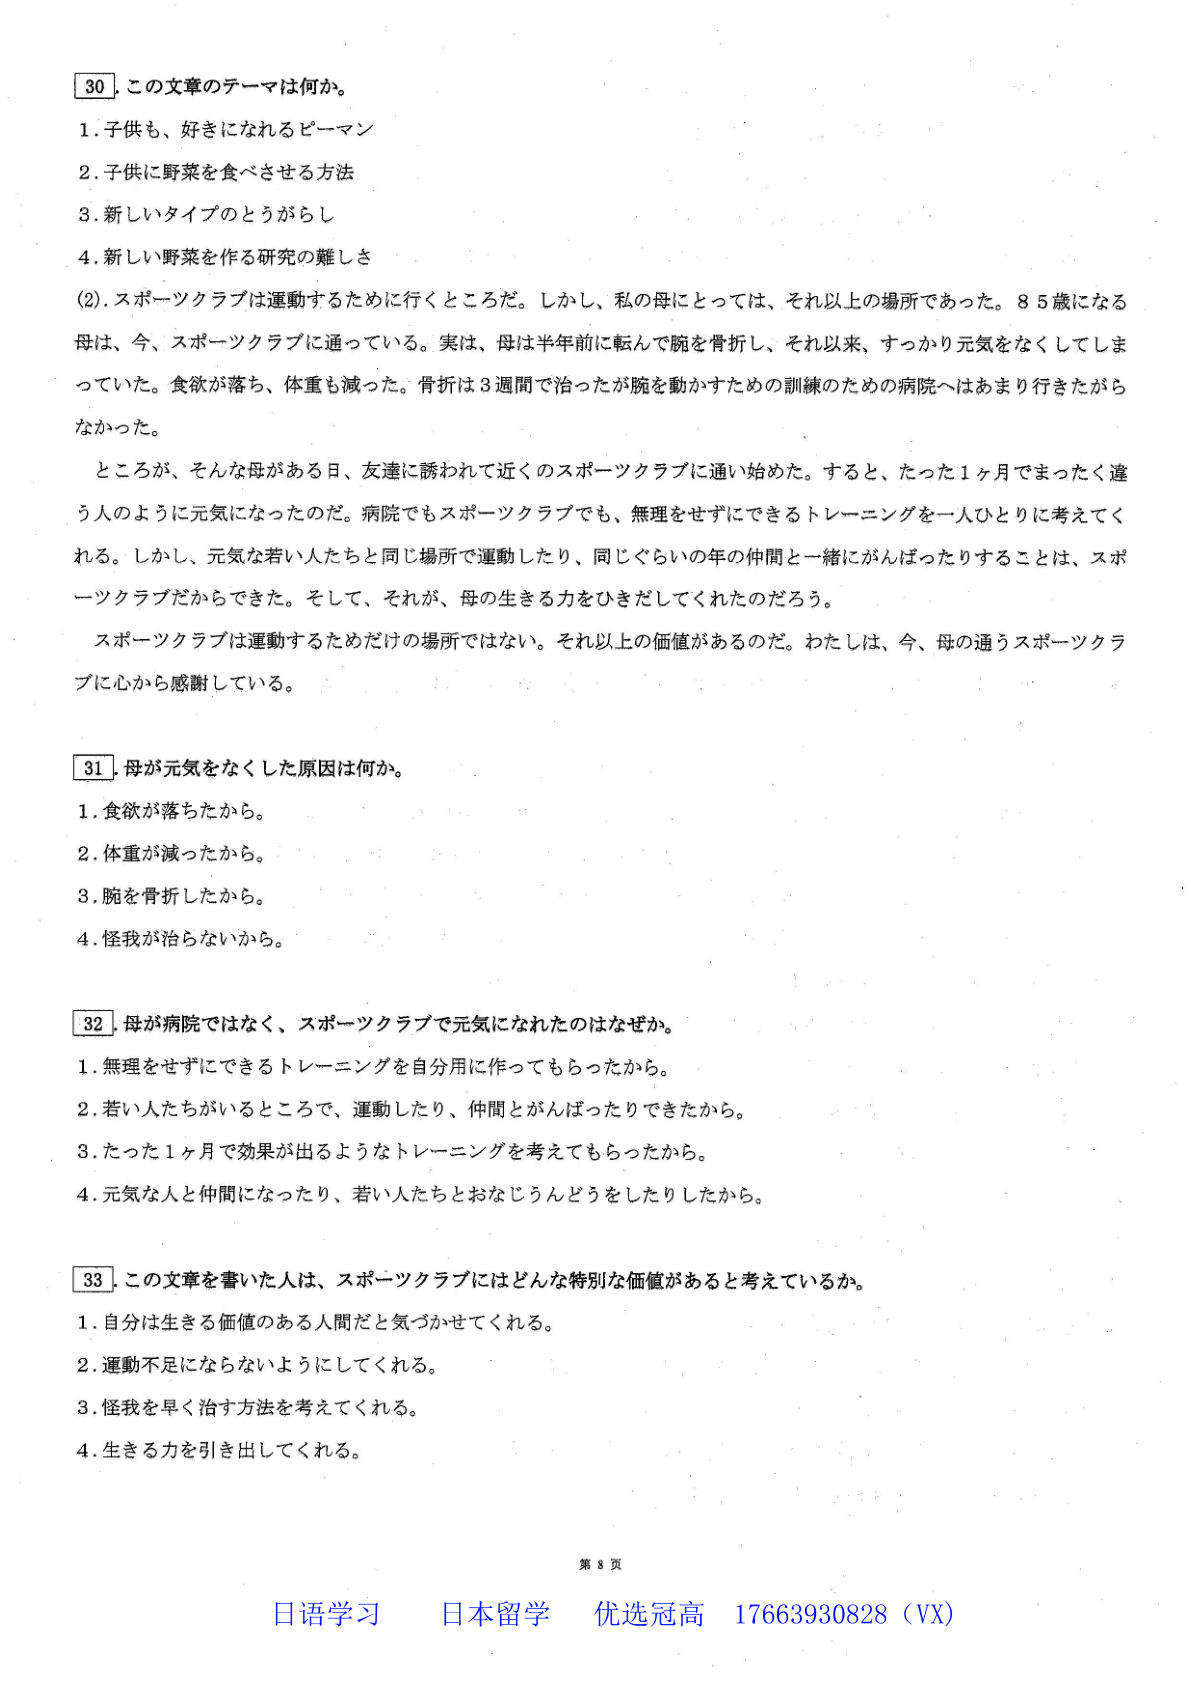 30. この文章のテーマは何か。
1.子供も、好きになれるピーマン
2.子供に野菜を食べさせる方法
3.新しいタイプのとうがらし
4.新しい野菜を作る研究の難しさ
(2).スポーツクラブは運動するために行くところだ。しかし、私の母にとっては、それ以上の場所であった。85歳になる
母は、今、スポーツクラブに通っている。実は、母は半年前に転んで腕を骨折し、それ以来、すっかり元気をなくしてしま
っていた。食欲が落ち、体重も減った。骨折は3週間で治ったが腕を動かすための訓練のための病院へはあまり行きたがら
なかった。
ところが、そんな母がある日、友達に誘われて近くのスポーツクラブに通い始めた。すると、たった1ヶ月でまったく違
う人のように元気になったのだ。病院でもスポーツクラブでも、無理をせずにできるトレーニングを一人ひとりに考えてく
れる。しかし、元気な若い人たちと同じ場所で運動したり、同じぐらいの年の仲間と一緒にがんばったりすることは、スポ
ーツクラブだからできた。そして、それが、母の生きる力をひきだしてくれたのだろう。
スポーツクラブは運動するためだけの場所ではない。それ以上の価値があるのだ。わたしは、今、母の通うスポーツクラ
ブに心から感謝している。
31. 母が元気をなくした原因は何か。
1.食欲が落ちたから。
2.体重が減ったから。
3.腕を骨折したから。
4.怪我が治らないから。
32. 母が病院ではなく、スポーツクラブで元気になれたのはなぜか。
1.無理をせずにできるトレーニングを自分用に作ってもらったから。
2.若い人たちがいるところで、運動したり、仲間とがんばったりできたから。
3.たった1ヶ月で効果が出るようなトレーニングを考えてもらったから。
4.元気な人と仲間になったり、若い人たちとおなじうんどうをしたりしたから。
33. この文章を書いた人は、スポーツクラブにはどんな特別な価値があると考えているか。
1.自分は生きる価値のある人間だと気づかせてくれる。
2.運動不足にならないようにしてくれる。
3.怪我を早く治す方法を考えてくれる。
4.生きる力を引き出してくれる。
第 8 页
日语学习 日本留学 优选冠高 17663930828（VX）